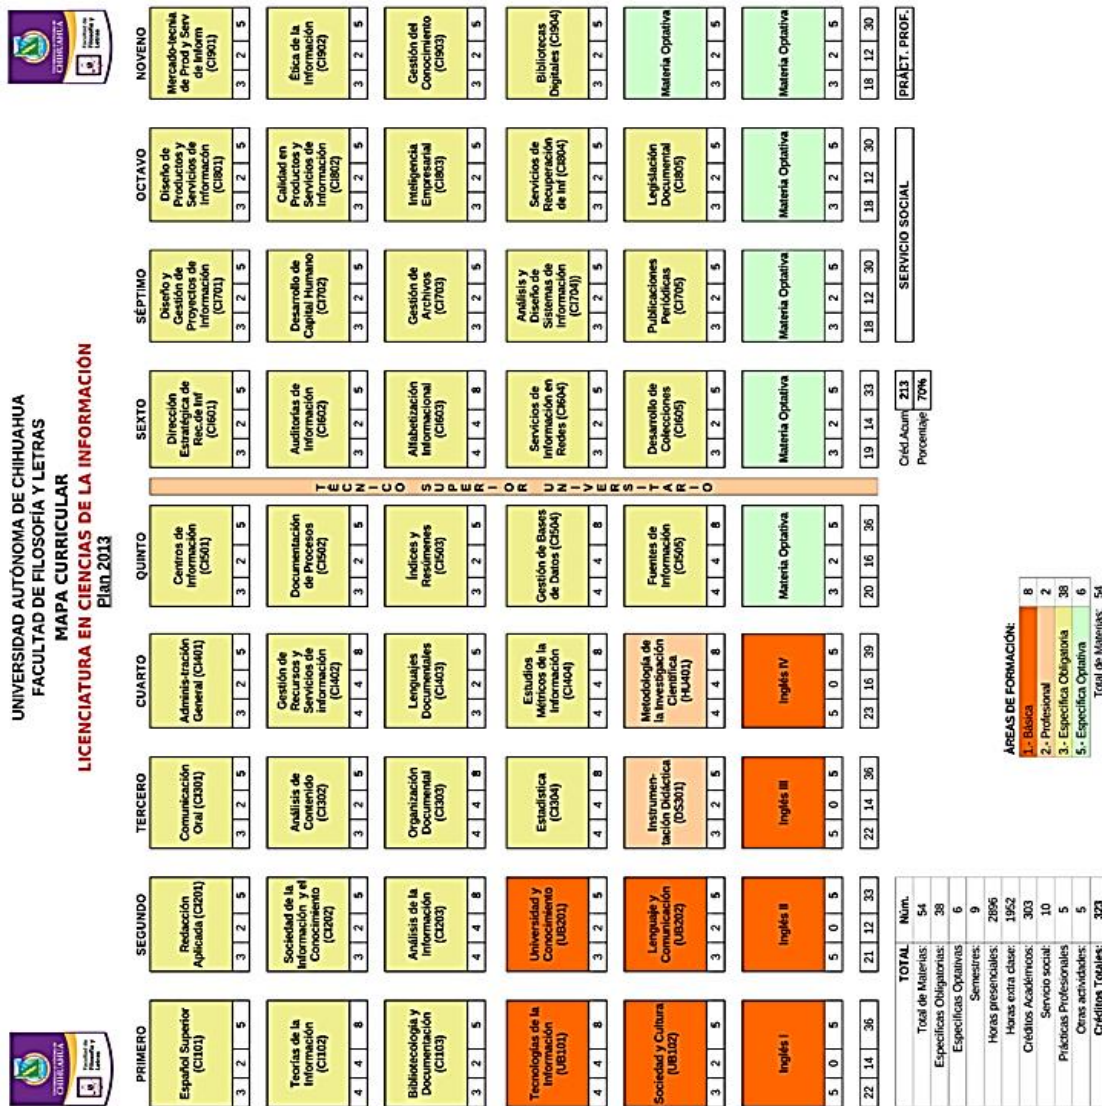 UNIVERSIDAD AUTÓNOMA DE CHIHUAHUA
FACULTAD DE FILOSOFÍA Y LETRAS
MAPA CURRICULAR
LICENCIATURA EN CIENCIAS DE LA INFORMACIÓN
Plan 2013
CHIHUAHUA
Facultad de
Filosofía y
Letras
CHIHUAHUA
Facultad de
Filosofía y
Letras
PRIMERO
Español Superior
(CI101)
3 2 5
Teorías de la
Información
(CI102)
4 4 8
Bibliotecología y
Documentación
(CI103)
3 2 5
Tecnologías de la
Información
(UB101)
4 4 8
Sociedad y Cultura
(UB102)
3 2 5
Inglés I
5 0 5
22 14 36
SEGUNDO
Redacción
Aplicada (CI201)
3 2 5
Sociedad de la
Información y el
Conocimiento
(CI202)
3 2 5
Análisis de la
Información
(CI203)
4 4 8
Universidad y
Conocimiento
(UB201)
3 2 5
Lenguaje y
Comunicación
(UB202)
3 2 5
Inglés II
5 0 5
21 12 33
TERCERO
Comunicación
Oral (CI301)
3 2 5
Análisis de
Contenido
(CI302)
3 2 5
Organización
Documental
(CI303)
4 4 8
Estadística
(CI304)
4 4 8
Instrumen-
tación Didáctica
(DS301)
3 2 5
Inglés III
5 0 5
22 14 36
CUARTO
Adminis-tración
General (CI401)
3 2 5
Gestión de
Recursos y
Servicios de
información
(CI402)
4 4 8
Lenguajes
Documentales
(CI403)
3 2 5
Estudios
Métricos de la
Información
(CI404)
4 4 8
Metodología de
la Investigación
Científica
(HU401)
4 4 8
Inglés IV
5 0 5
23 16 39
QUINTO
Centros de
Información
(CI501)
3 2 5
Documentación
de Procesos
(CI502)
3 2 5
Índices y
Resúmenes
(CI503)
3 2 5
Gestión de Bases
de Datos (CI504)
4 4 8
Fuentes de
Información
(CI505)
4 4 8
Materia Optativa
3 2 5
20 16 36
TÉCNICO SUPERIOR UNIVERSITARIO
SEXTO
Dirección
Estratégica de
Rec.de Inf
(CI601)
3 2 5
Auditorías de
Información
(CI602)
3 2 5
Alfabetización
Informacional
(CI603)
4 4 8
Servicios de
Información en
Redes (CI604)
3 2 5
Desarrollo de
Colecciones
(CI605)
3 2 5
Materia Optativa
3 2 5
19 14 33
Créd.Acum 213
Porcentaje 70%
SÉPTIMO
Diseño y
Gestión de
Proyectos de
Información
(CI701)
3 2 5
Desarrollo de
Capital Humano
(CI702)
3 2 5
Gestión de
Archivos
(CI703)
3 2 5
Análisis y
Diseño de
Sistemas de
Información
(CI704))
3 2 5
Publicaciones
Periódicas
(CI705)
3 2 5
Materia Optativa
3 2 5
18 12 30
OCTAVO
Diseño de
Productos y
Servicios de
Informacón
(CI801)
3 2 5
Calidad en
Productos y
Servicios de
Información
(CI802)
3 2 5
Inteligencia
Empresarial
(CI803)
3 2 5
Servicios de
Recuperación
de Inf (CI804)
3 2 5
Legislación
Documental
(CI805)
3 2 5
Materia Optativa
3 2 5
18 12 30
SERVICIO SOCIAL
NOVENO
Mercado-tecnia
de Prod y Serv
de Inform
(CI901)
3 2 5
Ética de la
Información
(CI902)
3 2 5
Gestión del
Conocimiento
(CI903)
3 2 5
Bibliotecas
Digitales (CI904)
3 2 5
Materia Optativa
3 2 5
Materia Optativa
3 2 5
18 12 30
PRÁCT. PROF.
TOTAL Núm.
Total de Materias: 54
Específicas Obligatorias: 38
Específicas Optativas 6
Semestres: 9
Horas presenciales: 2896
Horas extra clase: 1952
Créditos Académicos: 303
Servicio social: 10
Prácticas Profesionales 5
Otras actividades: 5
Créditos Totales: 323
ÁREAS DE FORMACIÓN:
1.- Básica 8
2.- Profesional 2
3.- Específica Obligatoria 38
5.- Específica Optativa 6
Total de Materias: 54